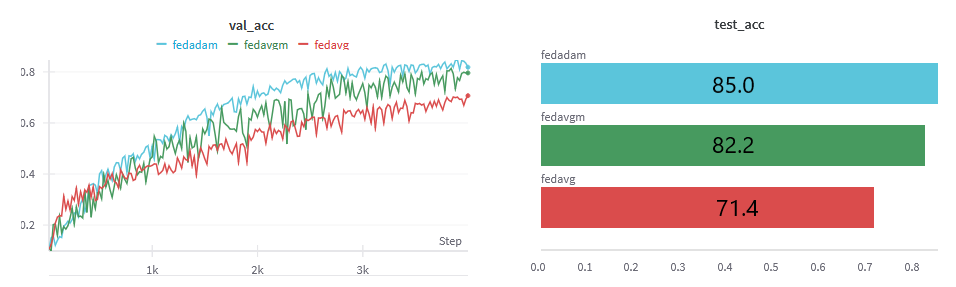 val_acc
fedadam fedavgm fedavg
0.8
0.6
0.4
0.2
Step
1k 2k 3k
test_acc
fedadam
85.0
fedavgm
82.2
fedavg
71.4
0.0 0.1 0.2 0.3 0.4 0.5 0.6 0.7 0.8